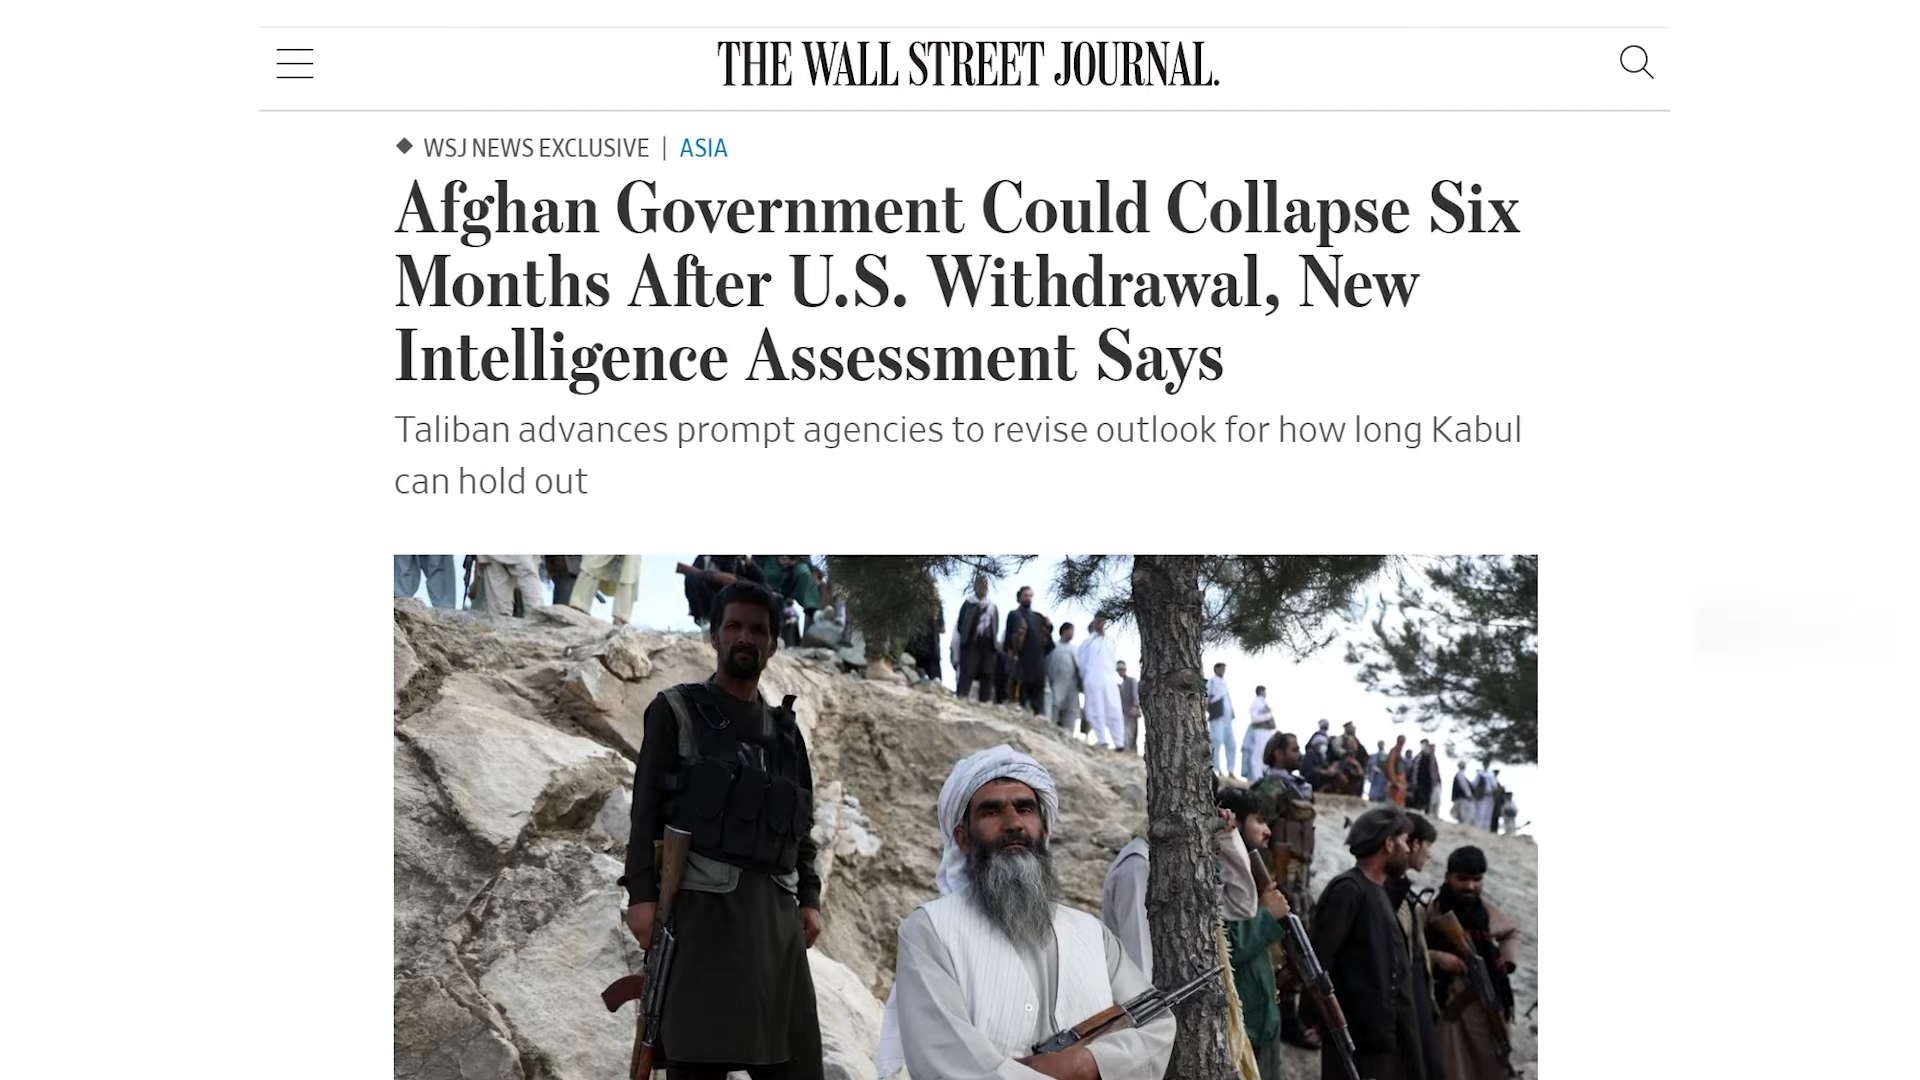 THE WALL STREET JOURNAL.
◆ WSJ NEWS EXCLUSIVE | ASIA
Afghan Government Could Collapse Six
Months After U.S. Withdrawal, New
Intelligence Assessment Says
Taliban advances prompt agencies to revise outlook for how long Kabul
can hold out